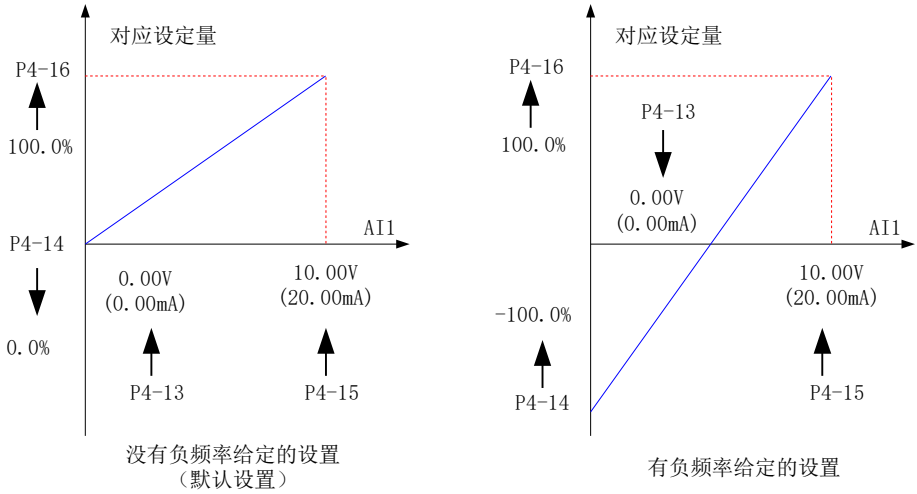 对应设定量
P4-16
100.0%
P4-14
0.0%
AI1
0.00V
(0.00mA)
10.00V
(20.00mA)
P4-13
P4-15
没有负频率给定的设置
（默认设置）
对应设定量
P4-16
100.0%
P4-13
0.00V
(0.00mA)
AI1
10.00V
(20.00mA)
-100.0%
P4-14
P4-15
有负频率给定的设置